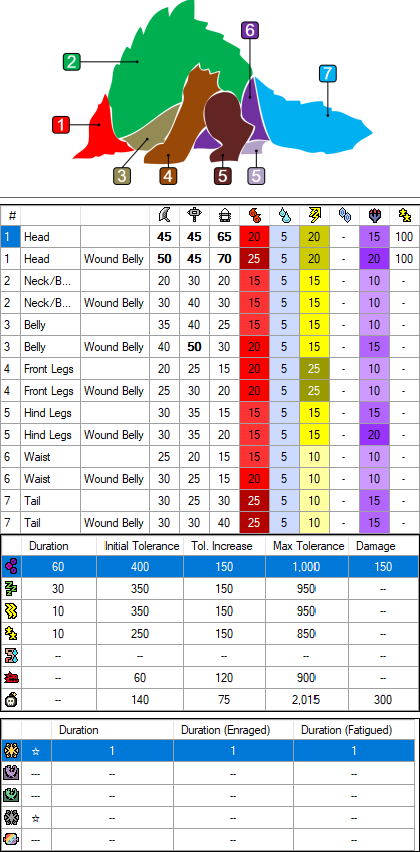 6
2
7
1
3
4
5
5
#
1 Head 45 45 65 20 5 20 - 15 100
1 Head Wound Belly 50 45 70 25 5 20 - 20 100
2 Neck/B... 20 30 20 15 5 15 - 10 -
2 Neck/B... Wound Belly 20 40 30 20 5 15 - 10 -
3 Belly 35 40 25 15 5 15 - 10 -
3 Belly Wound Belly 40 50 30 20 5 15 - 15 -
4 Front Legs 20 25 15 15 5 25 - 10 -
4 Front Legs Wound Belly 25 30 20 20 5 25 - 10 -
5 Hind Legs 30 35 15 15 5 15 - 15 -
5 Hind Legs Wound Belly 30 35 20 15 5 15 - 20 -
6 Waist 25 20 15 15 5 10 - 10 -
6 Waist Wound Belly 30 25 15 20 5 10 - 10 -
7 Tail 30 25 30 25 5 10 - 15 -
7 Tail Wound Belly 30 30 40 25 5 10 - 15 -
Duration Initial Tolerance Tol. Increase Max Tolerance Damage
60 400 150 1,000 150
30 350 150 950 --
10 350 150 950 --
10 250 150 850 --
-- -- -- -- --
-- 60 120 900 --
-- 140 75 2,015 300
Duration Duration (Enraged) Duration (Fatigued)
☆ 1 1 1
--- -- -- --
--- -- -- --
☆ -- -- --
--- -- -- --